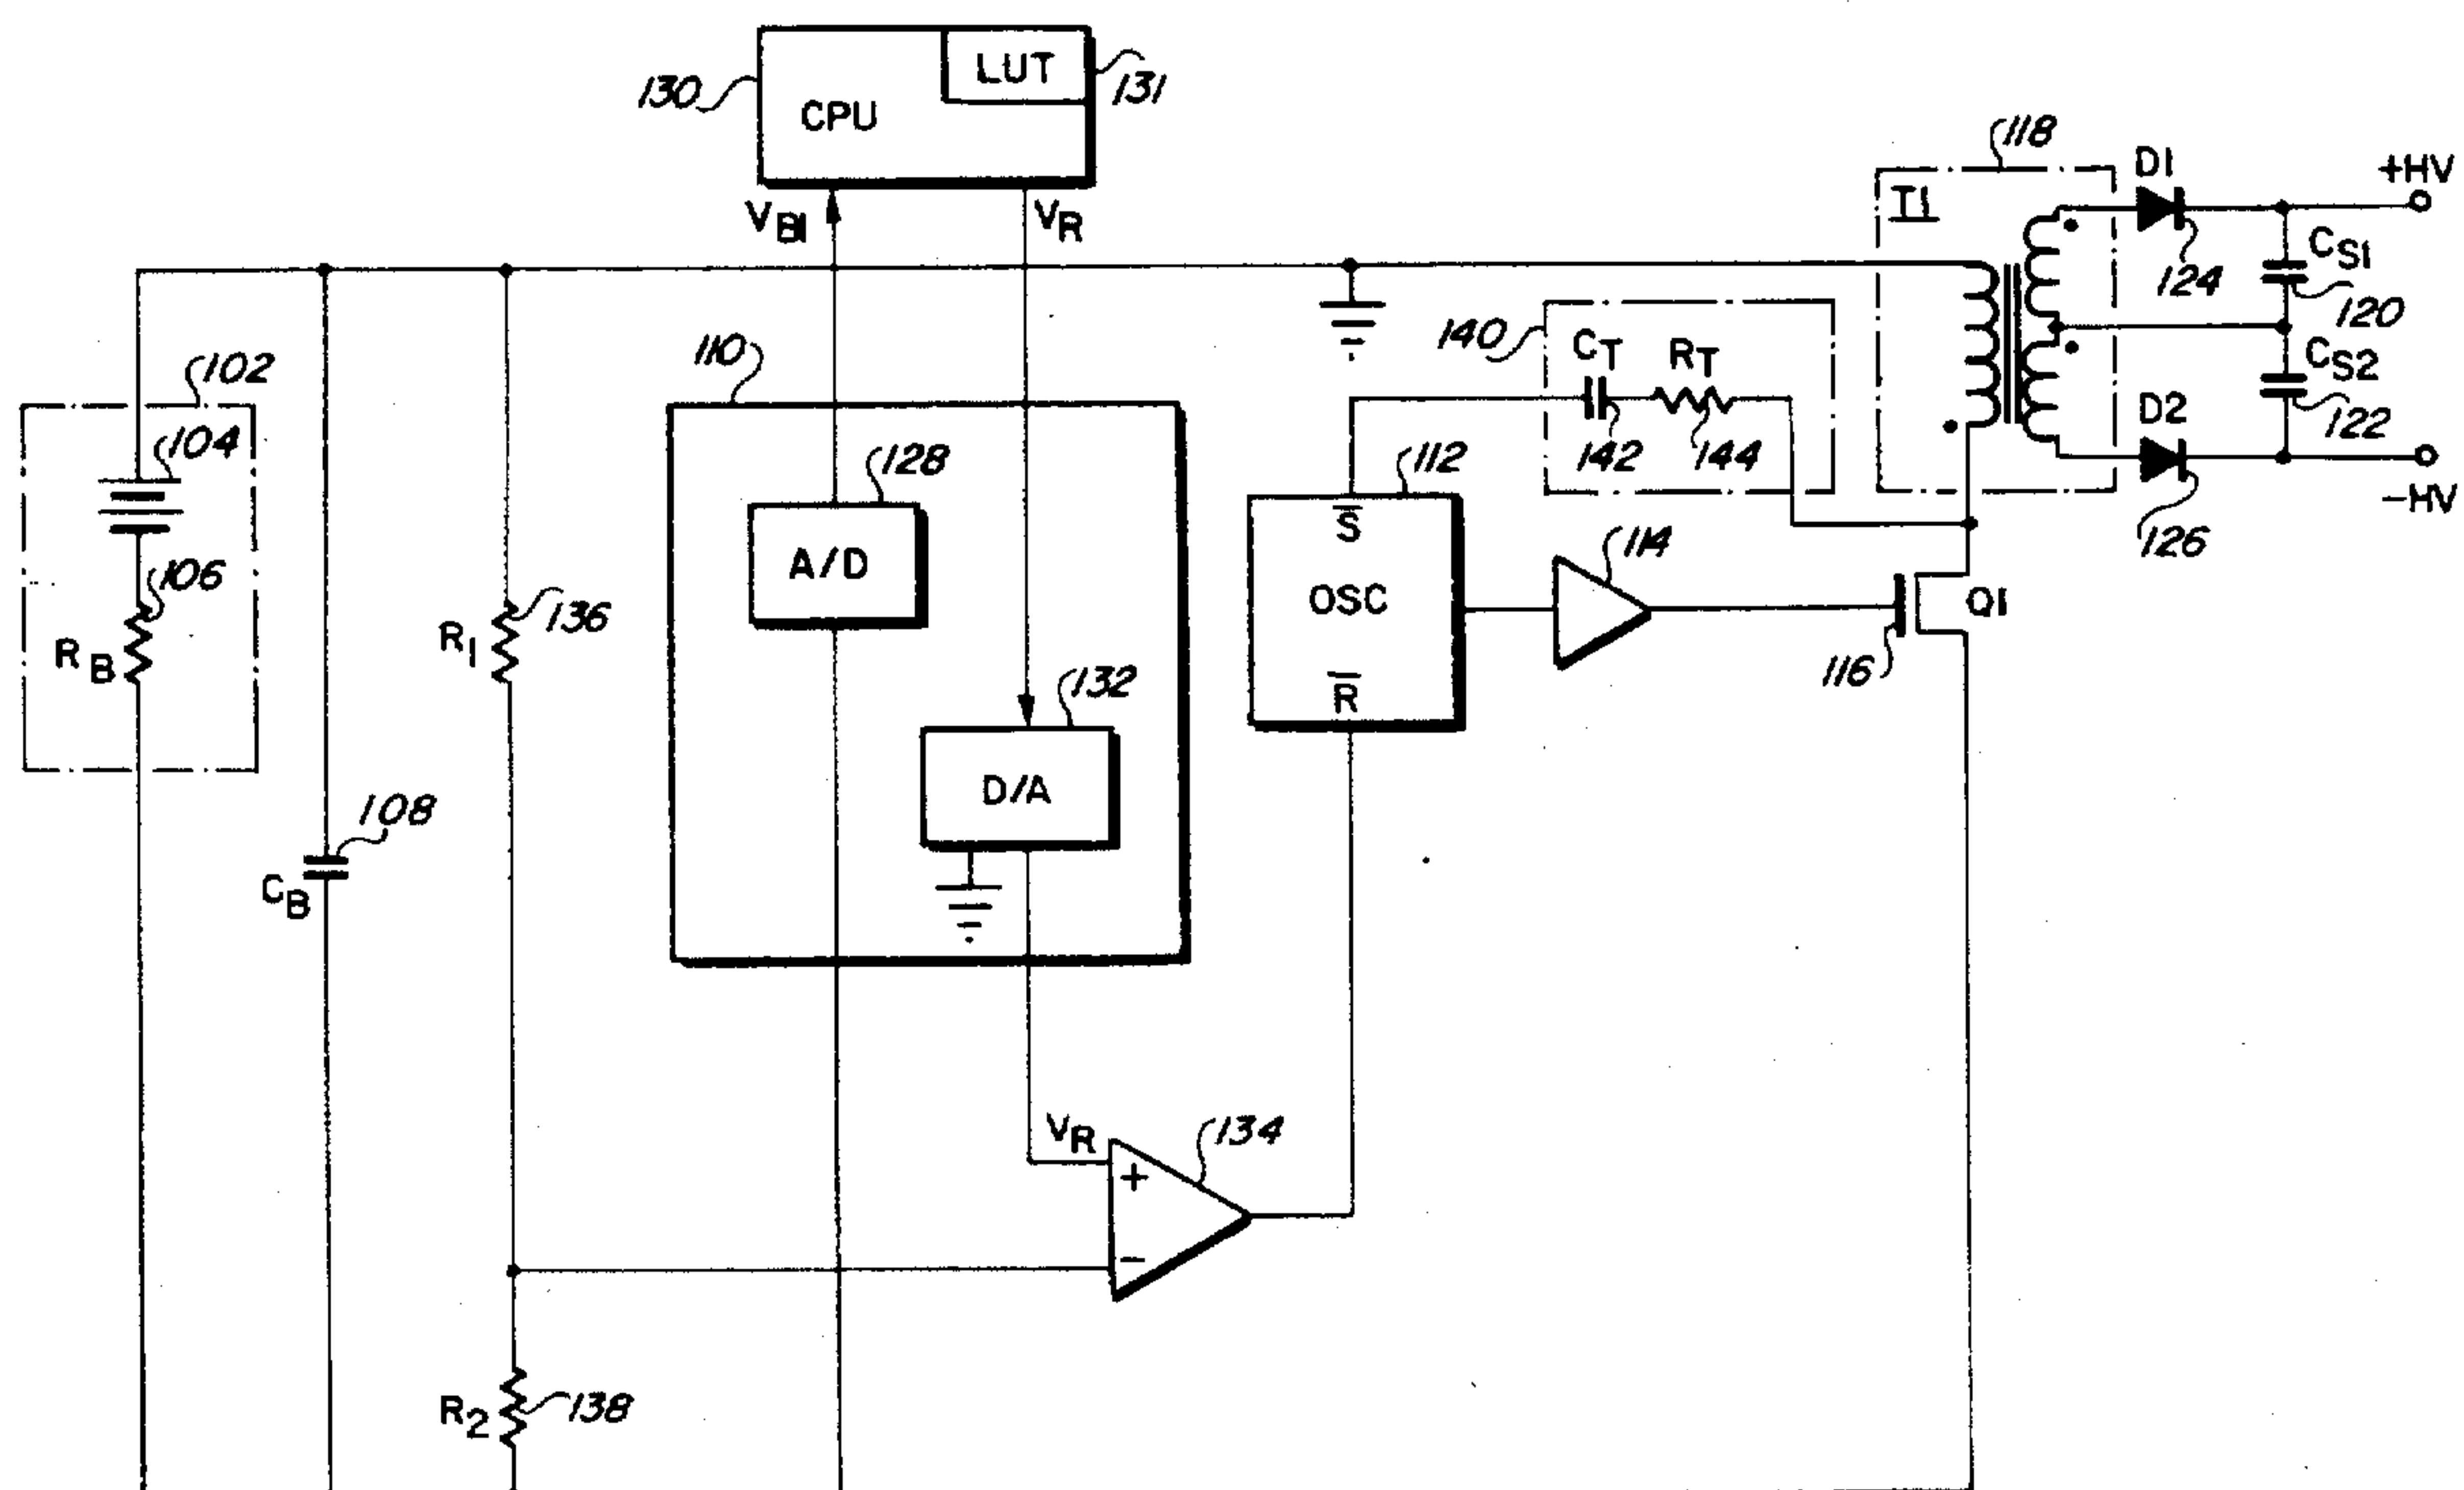 LUT
130
CPU
131
118
D1
+HV
T1
VBI
VR
CS1
124
120
110
140
CT
RT
CS2
102
D2
122
104
128
142
144
112
-HV
S
114
126
A/D
106
136
OSC
Q1
R1
RB
132
R
116
D/A
108
CB
VR
134
+
-
R2
138